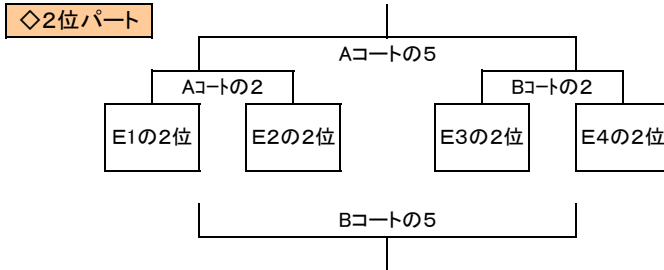 ◇２位パート
Aコートの５
Aｺｰﾄの２
Bｺｰﾄの２
E1の２位
E２の２位
E３の２位
E４の２位
Bコートの５